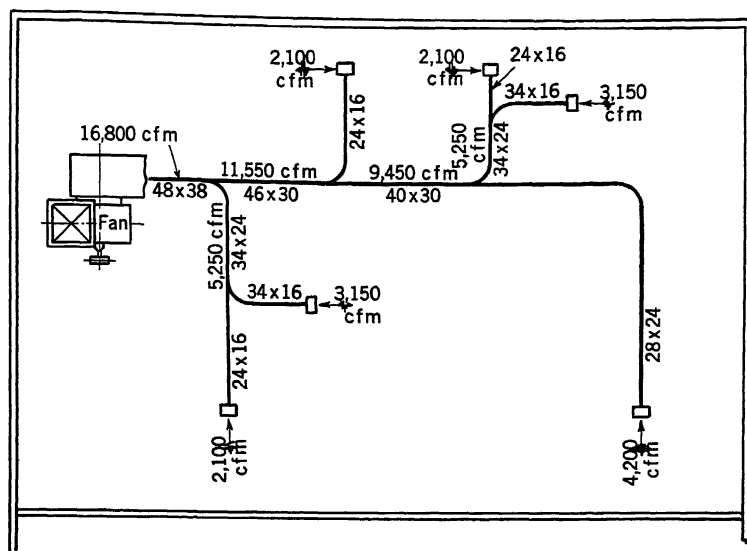 2,100
cfm
24x16
2,100
cfm
24x16
34x16
3,150
cfm
5,250
cfm
34x24
16,800 cfm
48x38
11,550 cfm
46x30
9,450 cfm
40x30
Fan
5,250 cfm
34x24
34x16
3,150
cfm
24x16
2,100
cfm
28x24
4,200
cfm